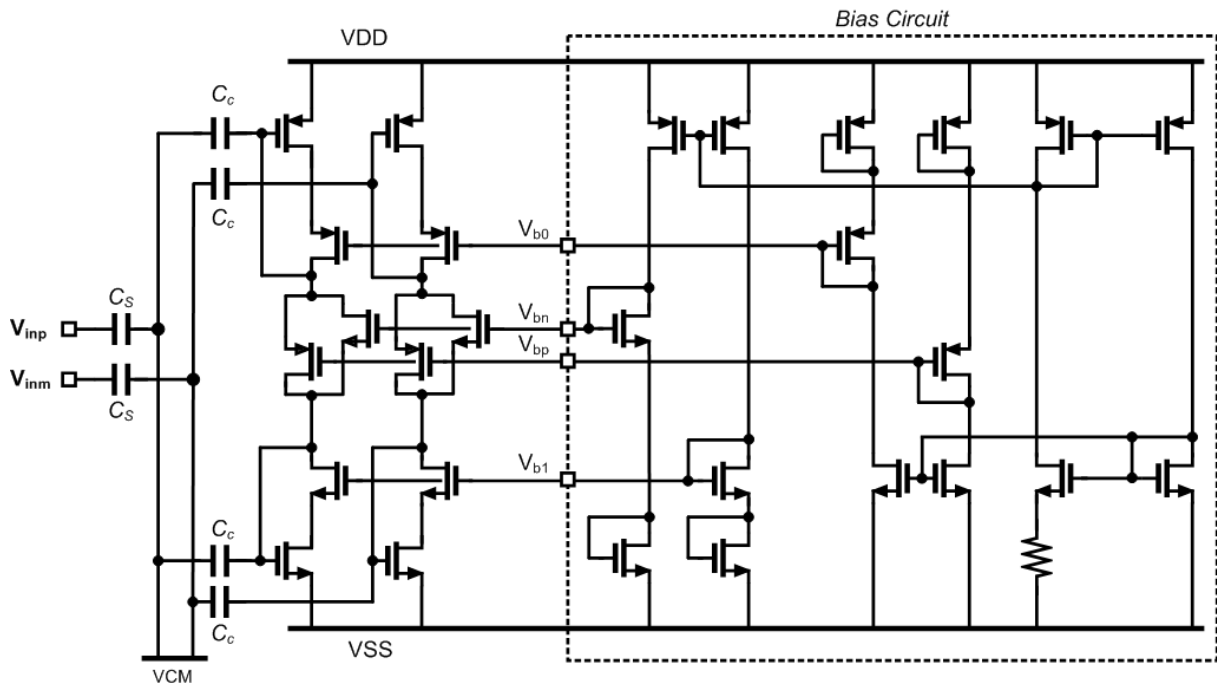 Bias Circuit
VDD
Cc
Cc
Vb0
CS
Vinp
Vbn
Vbp
Vinm
CS
Vb1
Cc
Cc
VSS
VCM